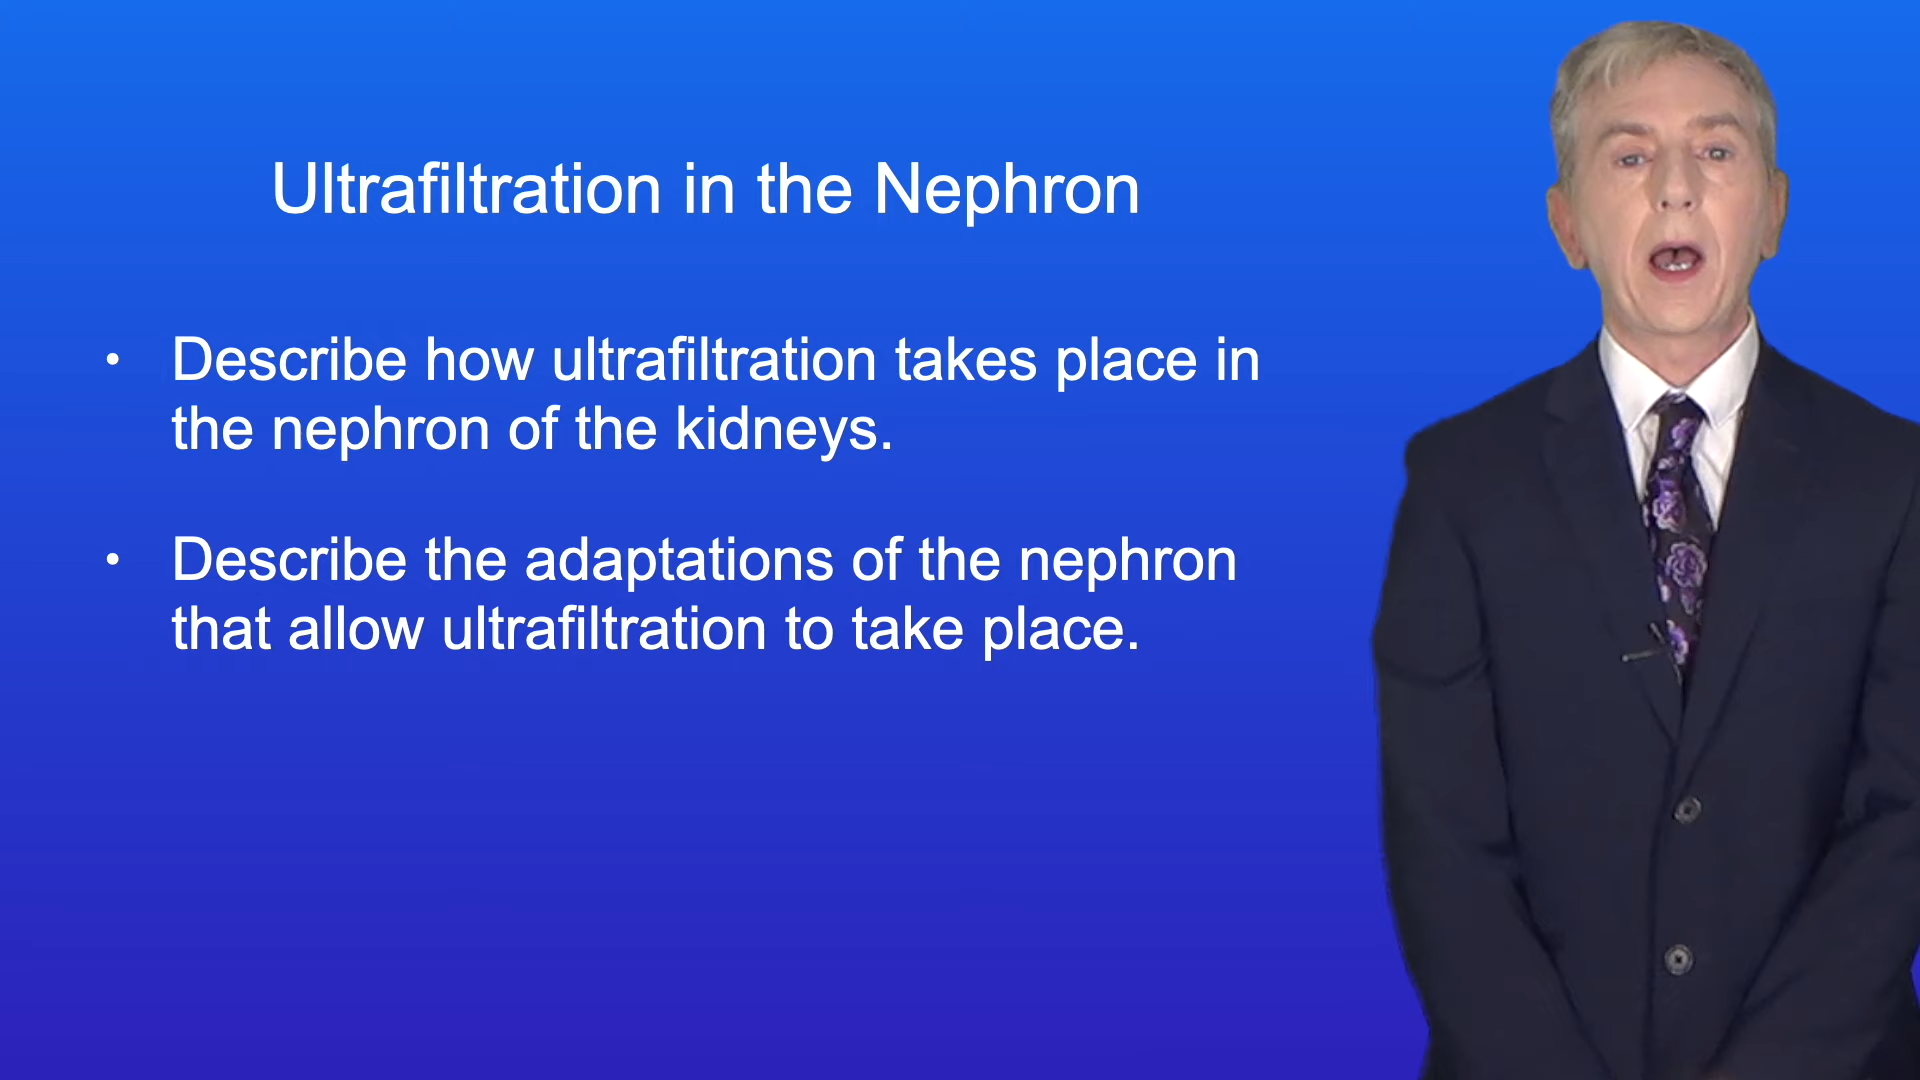 Ultrafiltration in the Nephron
• Describe how ultrafiltration takes place in
the nephron of the kidneys.
• Describe the adaptations of the nephron
that allow ultrafiltration to take place.